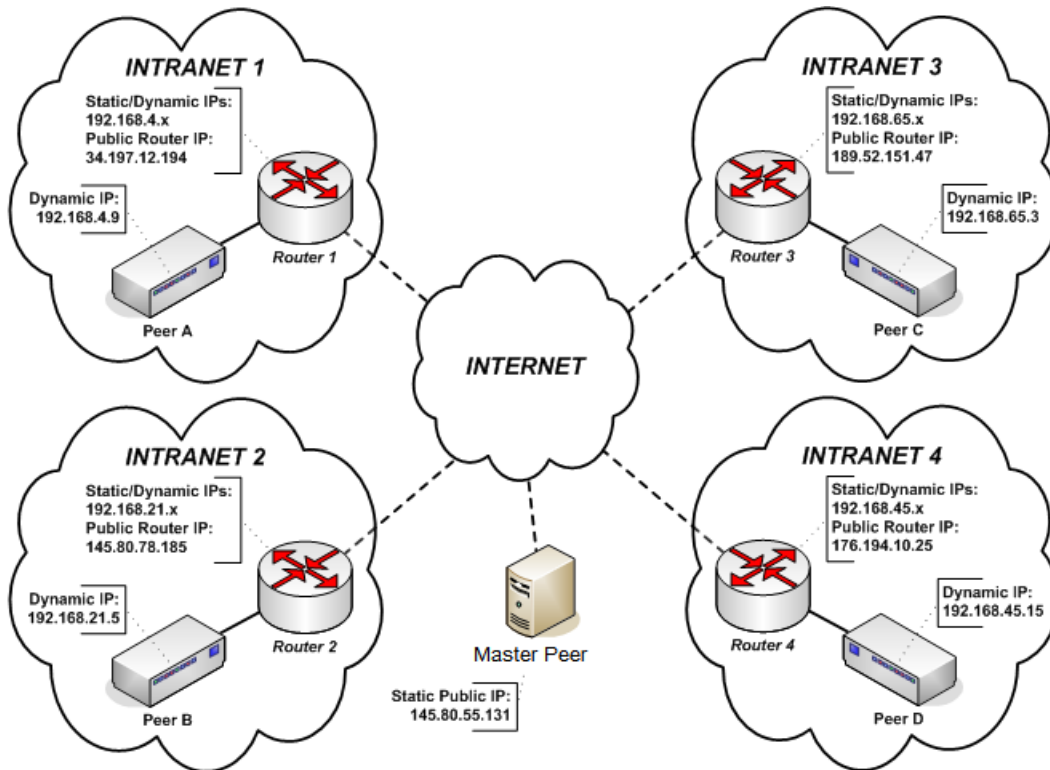 INTRANET 1
Static/Dynamic IPs:
192.168.4.x
Public Router IP:
34.197.12.194
Dynamic IP:
192.168.4.9
Router 1
Peer A
INTRANET 3
Static/Dynamic IPs:
192.168.65.x
Public Router IP:
189.52.151.47
Dynamic IP:
192.168.65.3
Router 3
Peer C
INTERNET
INTRANET 2
Static/Dynamic IPs:
192.168.21.x
Public Router IP:
145.80.78.185
Dynamic IP:
192.168.21.5
Router 2
Peer B
Master Peer
Static Public IP:
145.80.55.131
INTRANET 4
Static/Dynamic IPs:
192.168.45.x
Public Router IP:
176.194.10.25
Dynamic IP:
192.168.45.15
Router 4
Peer D